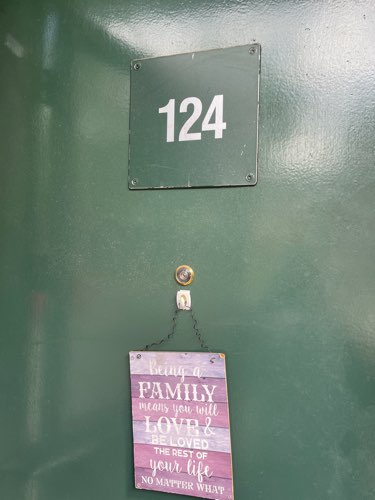 124
Being a
FAMILY
means you will
LOVE &
BE LOVED
THE REST OF
your life
NO MATTER WHAT